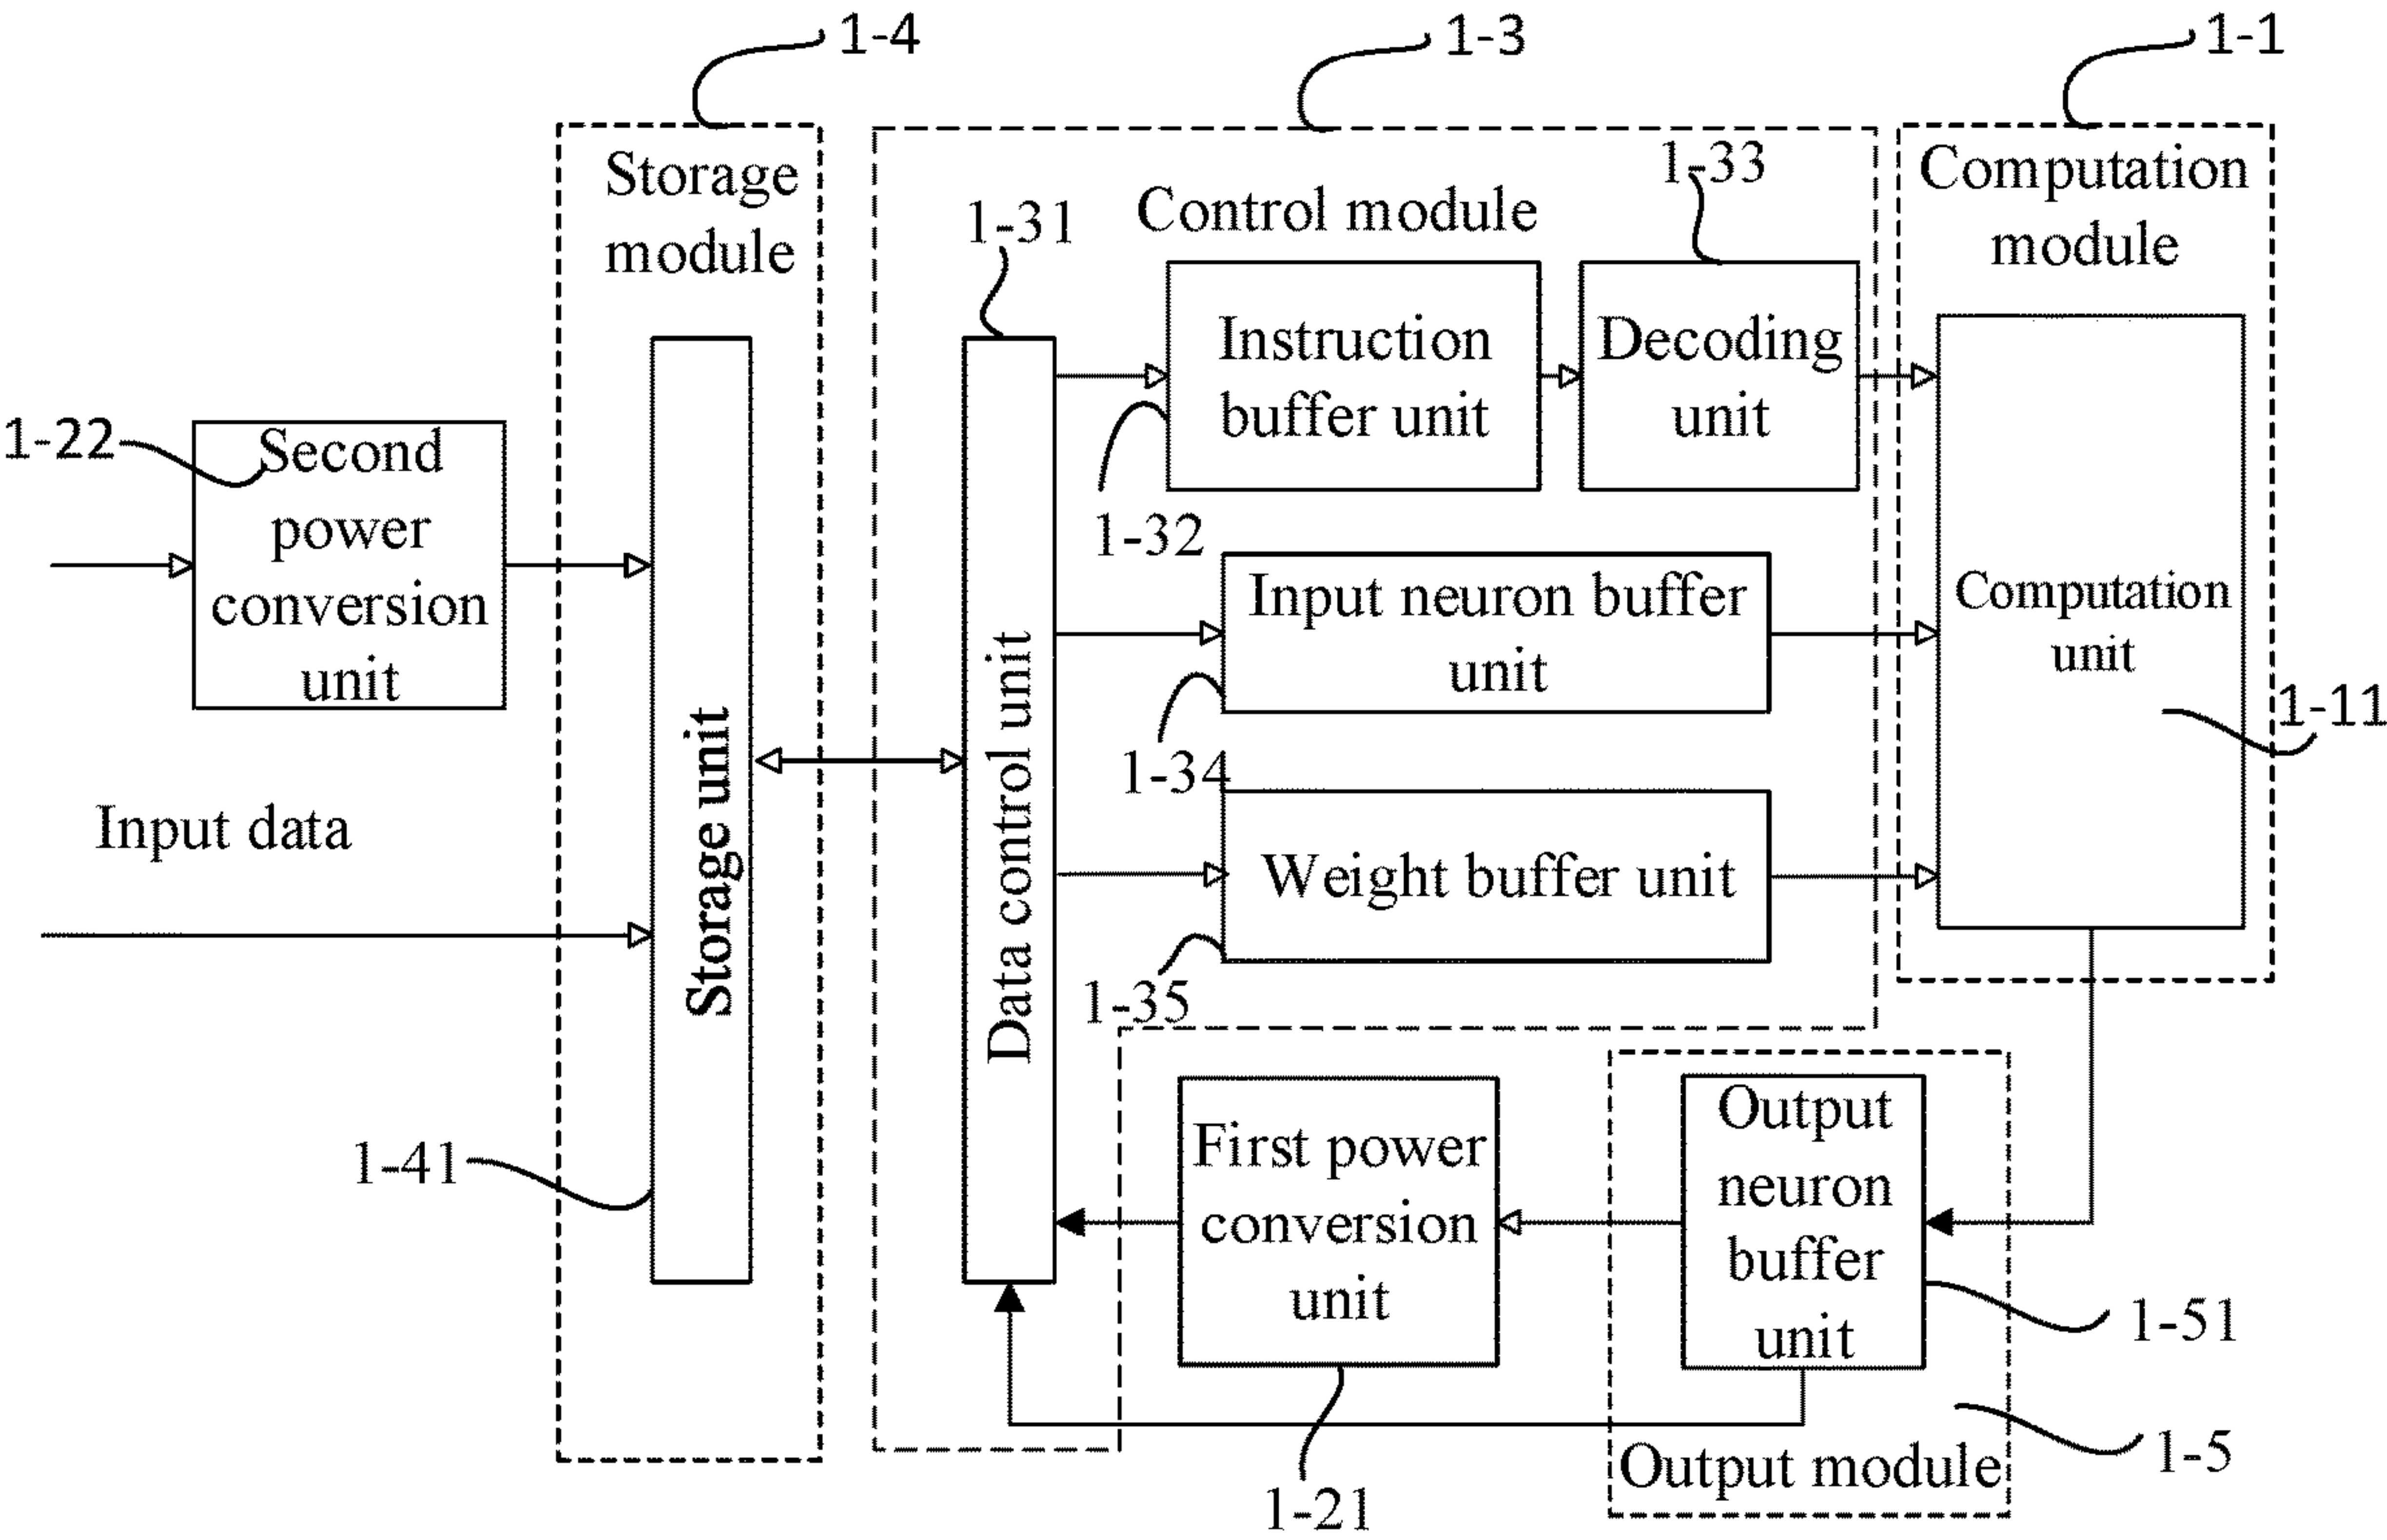 1-4
1-3
1-1
Storage
module
1-31
Control module
1-33
Computation
module
Instruction
buffer unit
Decoding
unit
1-22
Second
power
conversion
unit
1-32
Input neuron buffer
unit
Computation
unit
1-11
1-34
Input data
Storage unit
Data control unit
Weight buffer unit
1-35
1-41
First power
conversion
unit
Output
neuron
buffer
unit
1-51
1-5
Output module
1-21